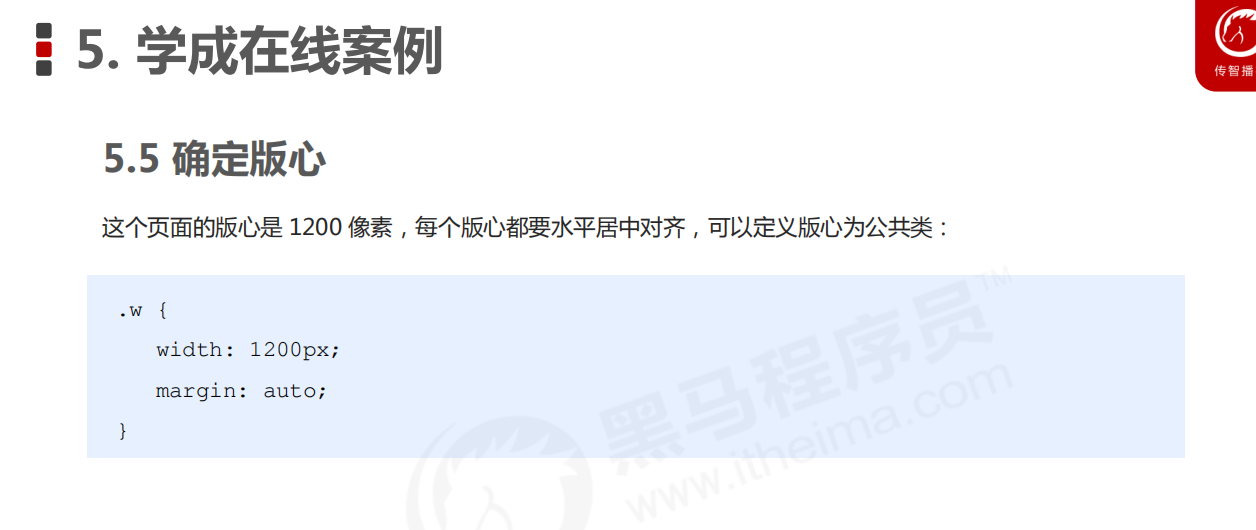 5. 学成在线案例
传智播
5.5 确定版心
这个页面的版心是 1200 像素，每个版心都要水平居中对齐，可以定义版心为公共类：
.w {
width: 1200px;
margin: auto;
}
黑马程序员™
www.itheima.com